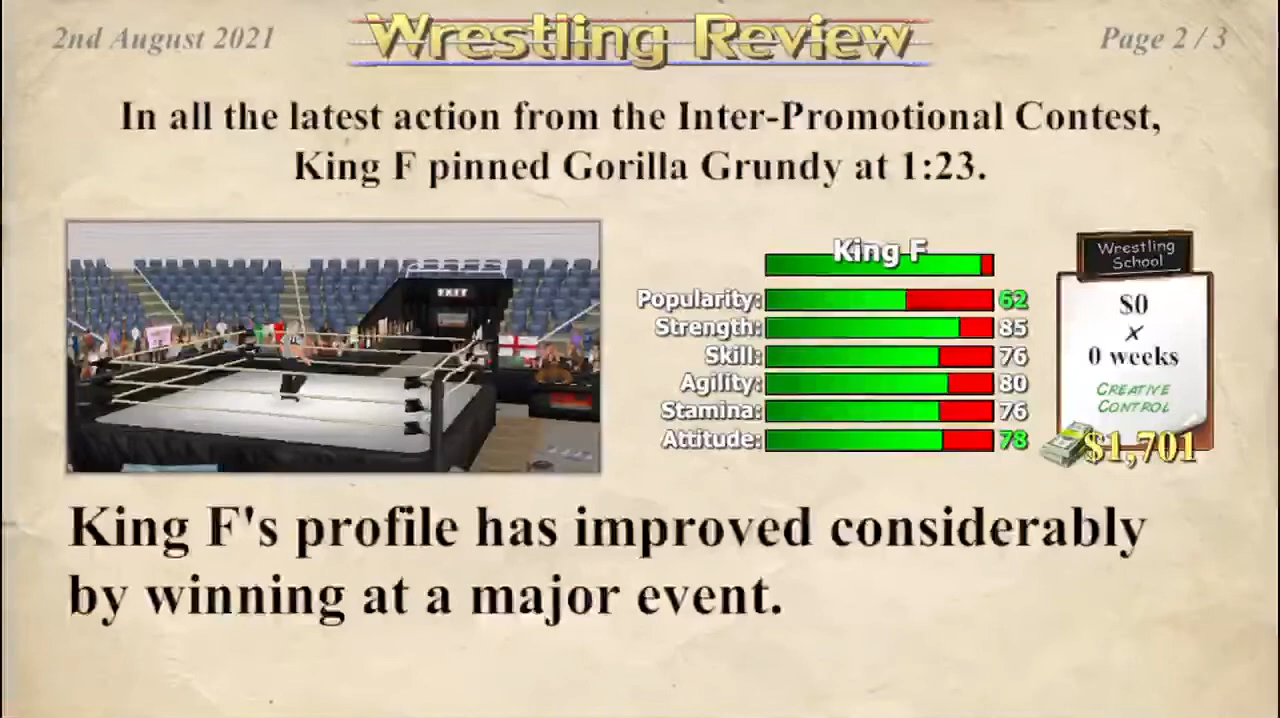 2nd August 2021
Wrestling Review
Page 2 / 3
In all the latest action from the Inter-Promotional Contest,
King F pinned Gorilla Grundy at 1:23.
EXIT
King F
Popularity: 62
Strength: 85
Skill: 76
Agility: 80
Stamina: 76
Attitude: 78
Wrestling
School
$0
x
0 weeks
CREATIVE
CONTROL
$1,701
King F's profile has improved considerably
by winning at a major event.